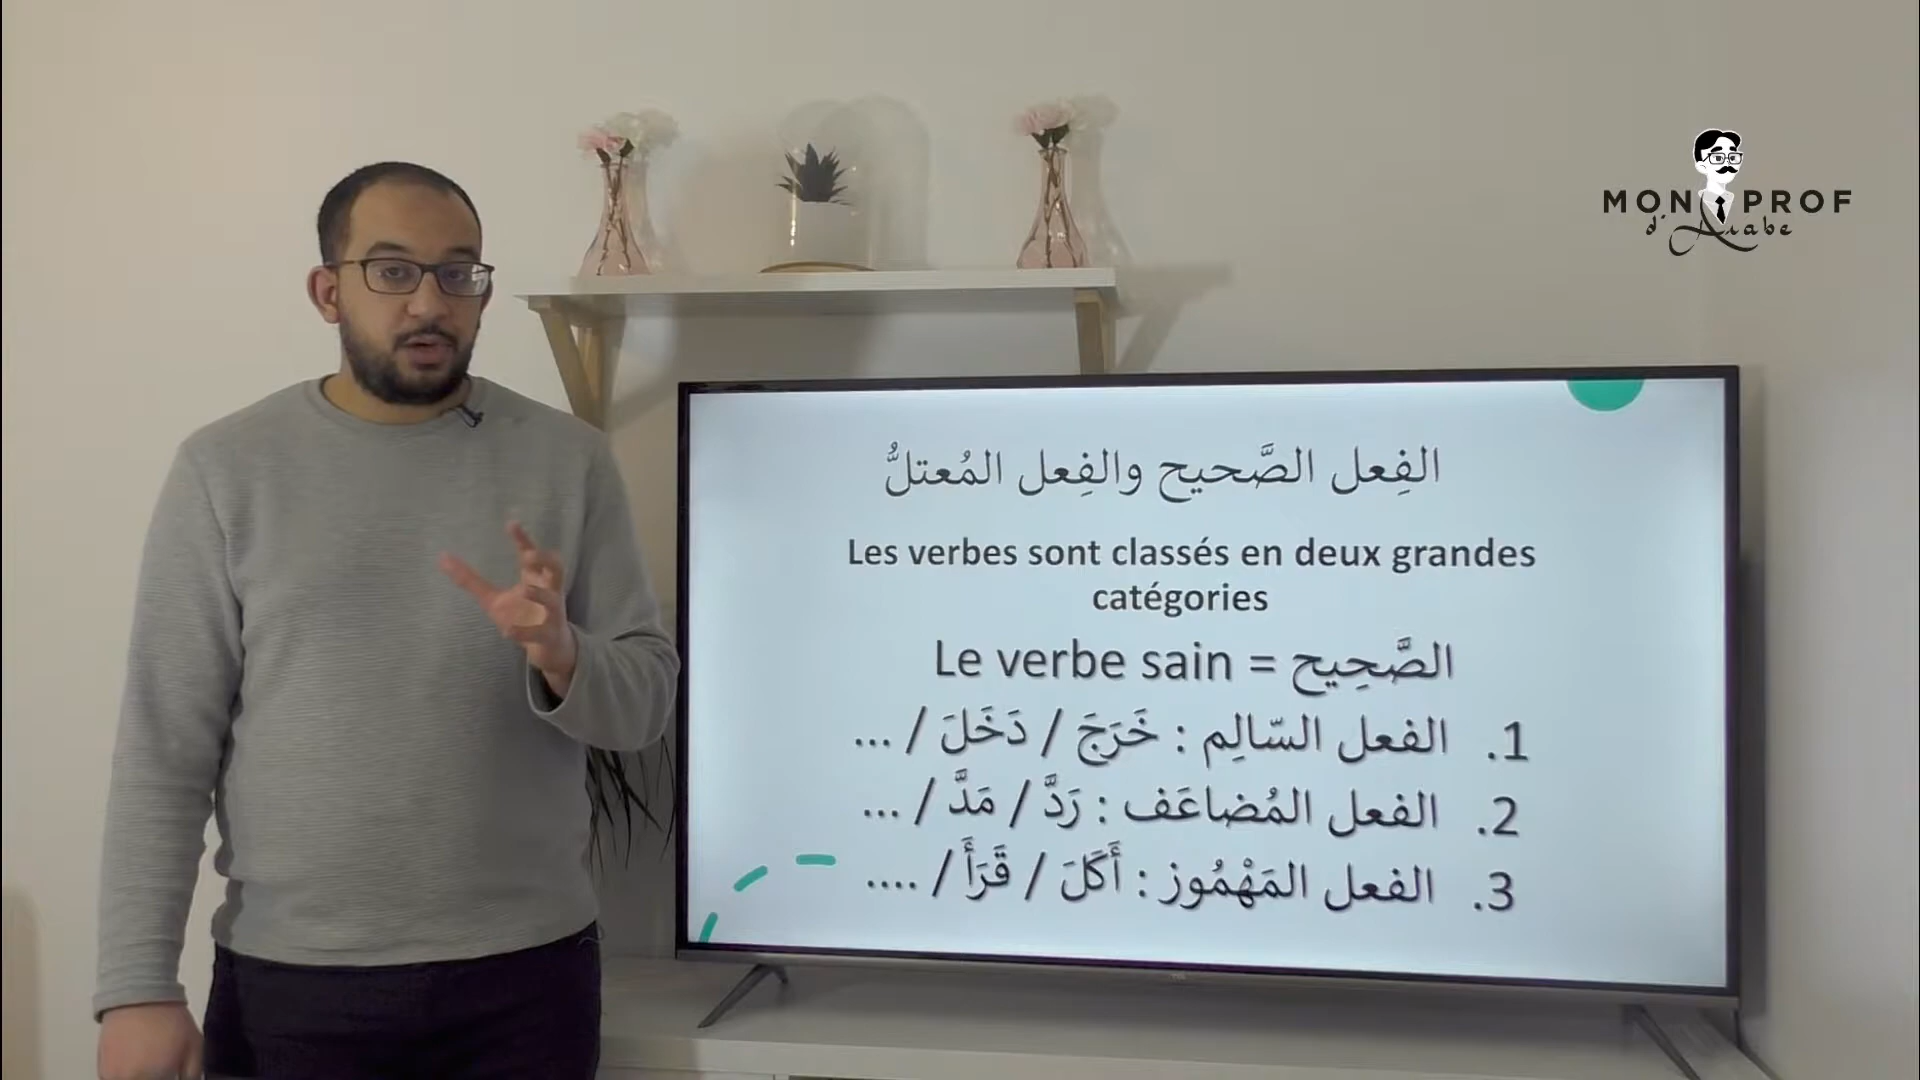 MON PROF
d'Arabe
الفِعل الصَّحيح والفِعل المُعتلُّ
Les verbes sont classés en deux grandes
catégories
Le verbe sain = الصَّحِيح
1. الفعل السّالِم : خَرَجَ / دَخَلَ / ...
2. الفعل المُضاعَف : رَدَّ / مَدَّ / ...
3. الفعل المَهْمُوز : أَكَلَ / قَرَأَ / ....